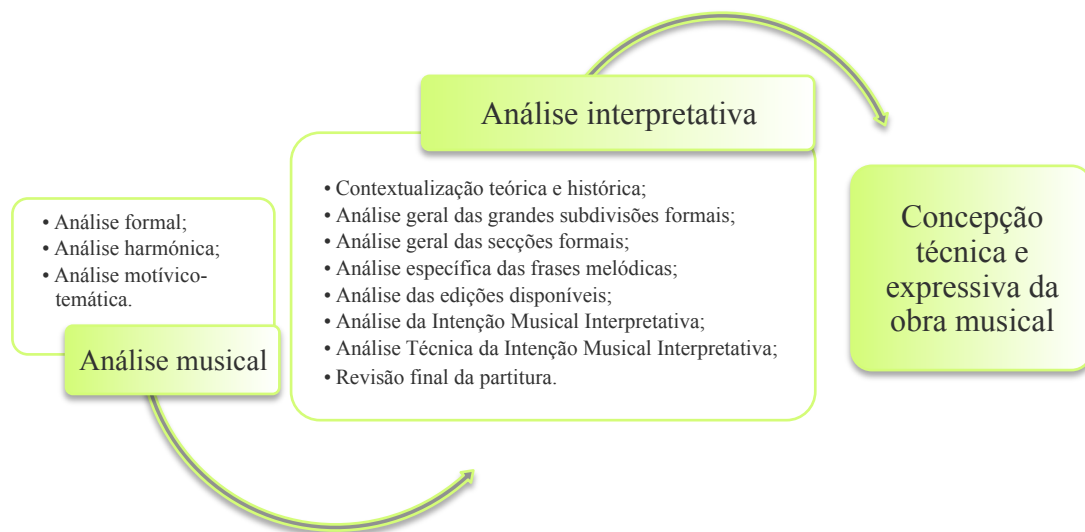 • Análise formal;
• Análise harmónica;
• Análise motívico-
temática.
Análise musical
Análise interpretativa
• Contextualização teórica e histórica;
• Análise geral das grandes subdivisões formais;
• Análise geral das secções formais;
• Análise específica das frases melódicas;
• Análise das edições disponíveis;
• Análise da Intenção Musical Interpretativa;
• Análise Técnica da Intenção Musical Interpretativa;
• Revisão final da partitura.
Concepção
técnica e
expressiva da
obra musical